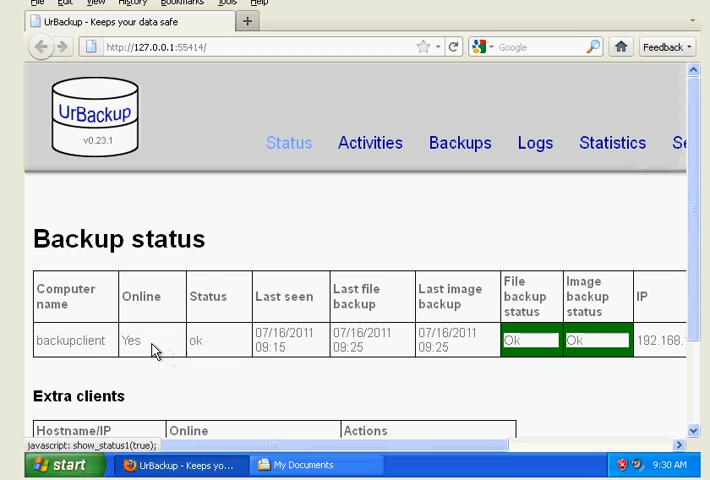 File Edit View History Bookmarks Tools Help
UrBackup - Keeps your data safe
http://127.0.0.1:55414/
Google
Feedback
UrBackup
v0.23.1
Status Activities Backups Logs Statistics Se
Backup status
Computer name Online Status Last seen Last file backup Last image backup File backup status Image backup status IP
backupclient Yes ok 07/16/2011 09:15 07/16/2011 09:25 07/16/2011 09:25 Ok Ok 192.168.
Extra clients
Hostname/IP Online Actions
javascript: show_status1(true);
start UrBackup - Keeps yo... My Documents 9:30 AM